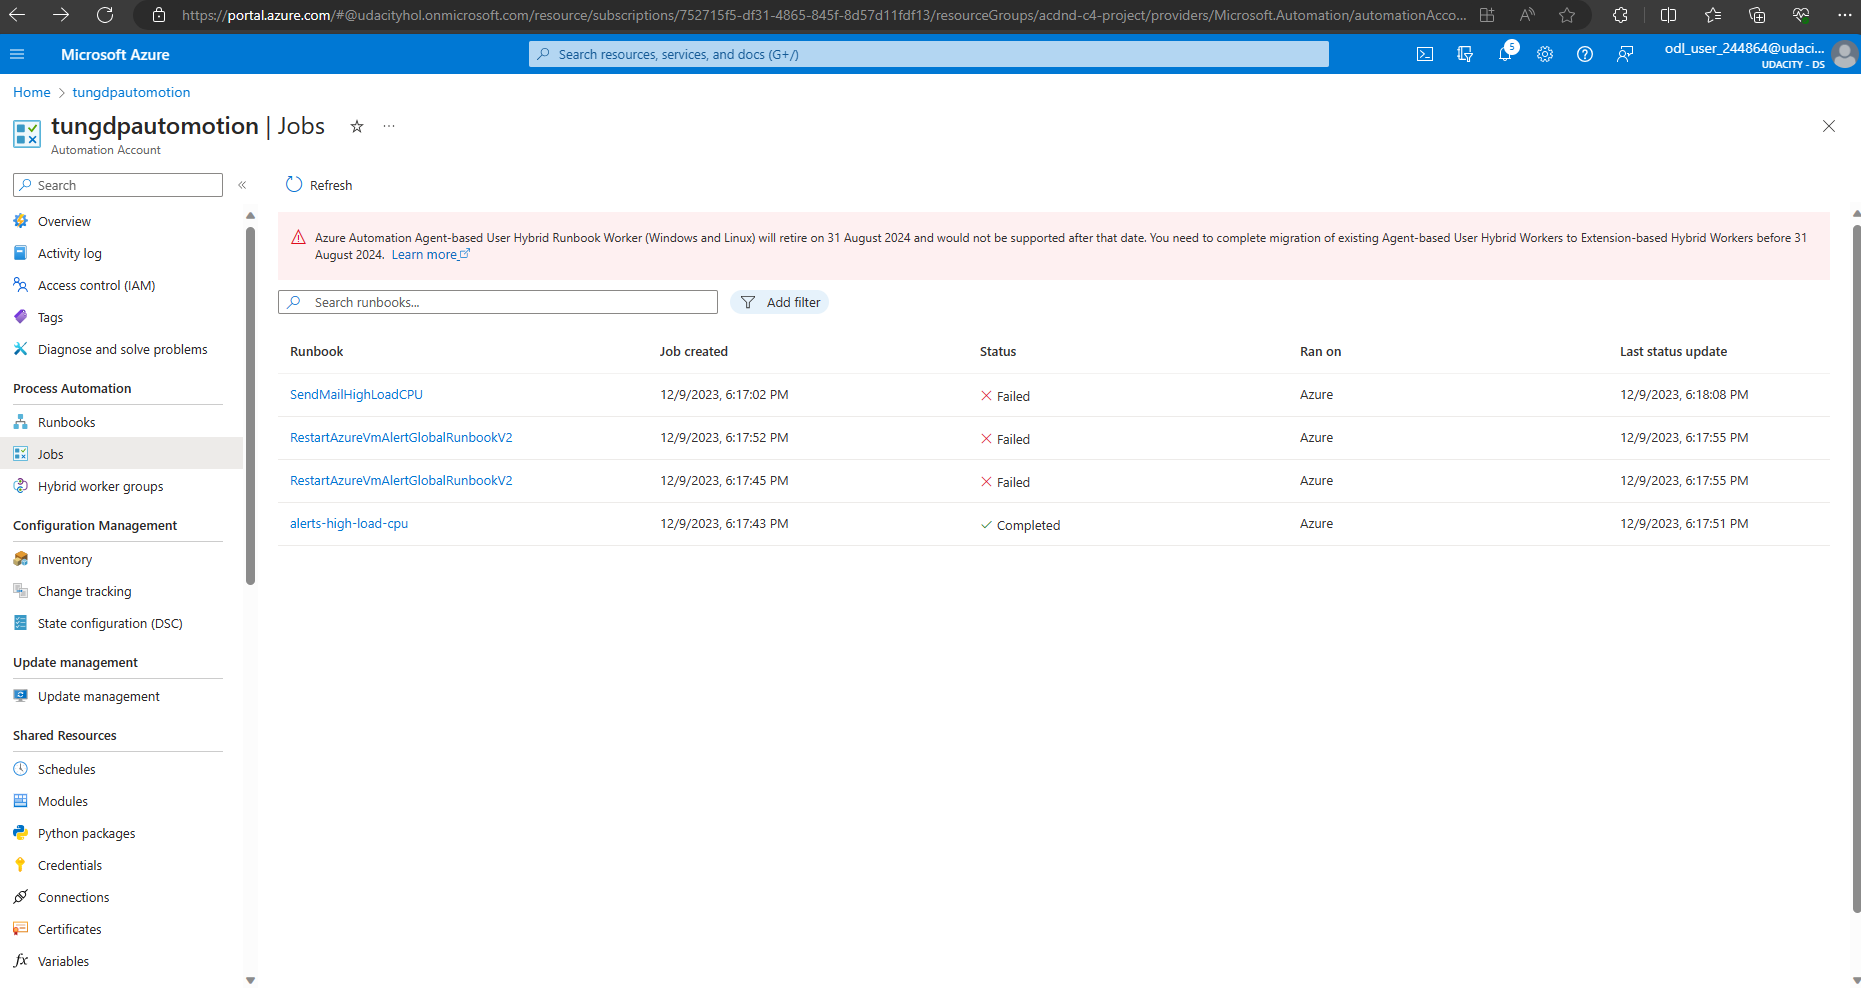 https://portal.azure.com/#@udacityhol.onmicrosoft.com/resource/subscriptions/752715f5-df31-4865-845f-8d57d11fdf13/resourceGroups/acdnd-c4-project/providers/Microsoft.Automation/automationAcco...
Microsoft Azure
Search resources, services, and docs (G+/)
5
odl_user_244864@udaci...
UDACITY - DS
Home > tungdpautomotion
tungdpautomotion | Jobs
Automation Account
Search
Refresh
Overview
Activity log
Access control (IAM)
Tags
Diagnose and solve problems
Process Automation
Runbooks
Jobs
Hybrid worker groups
Configuration Management
Inventory
Change tracking
State configuration (DSC)
Update management
Update management
Shared Resources
Schedules
Modules
Python packages
Credentials
Connections
Certificates
Variables
Azure Automation Agent-based User Hybrid Runbook Worker (Windows and Linux) will retire on 31 August 2024 and would not be supported after that date. You need to complete migration of existing Agent-based User Hybrid Workers to Extension-based Hybrid Workers before 31
August 2024. Learn more
Search runbooks...
Add filter
Runbook Job created Status Ran on Last status update
SendMailHighLoadCPU 12/9/2023, 6:17:02 PM Failed Azure 12/9/2023, 6:18:08 PM
RestartAzureVmAlertGlobalRunbookV2 12/9/2023, 6:17:52 PM Failed Azure 12/9/2023, 6:17:55 PM
RestartAzureVmAlertGlobalRunbookV2 12/9/2023, 6:17:45 PM Failed Azure 12/9/2023, 6:17:55 PM
alerts-high-load-cpu 12/9/2023, 6:17:43 PM Completed Azure 12/9/2023, 6:17:51 PM